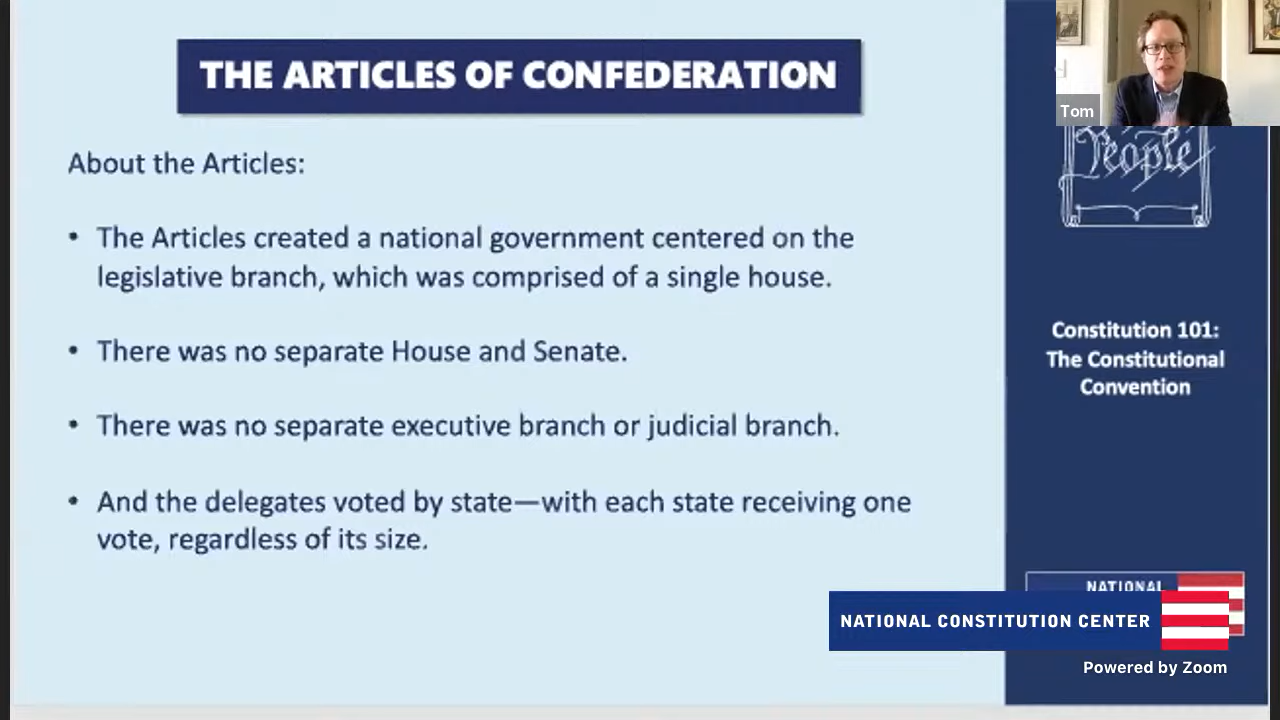 THE ARTICLES OF CONFEDERATION
About the Articles:
• The Articles created a national government centered on the
legislative branch, which was comprised of a single house.
• There was no separate House and Senate.
• There was no separate executive branch or judicial branch.
• And the delegates voted by state—with each state receiving one
vote, regardless of its size.
Tom
People
Constitution 101:
The Constitutional
Convention
NATIONAL
NATIONAL CONSTITUTION CENTER
Powered by Zoom